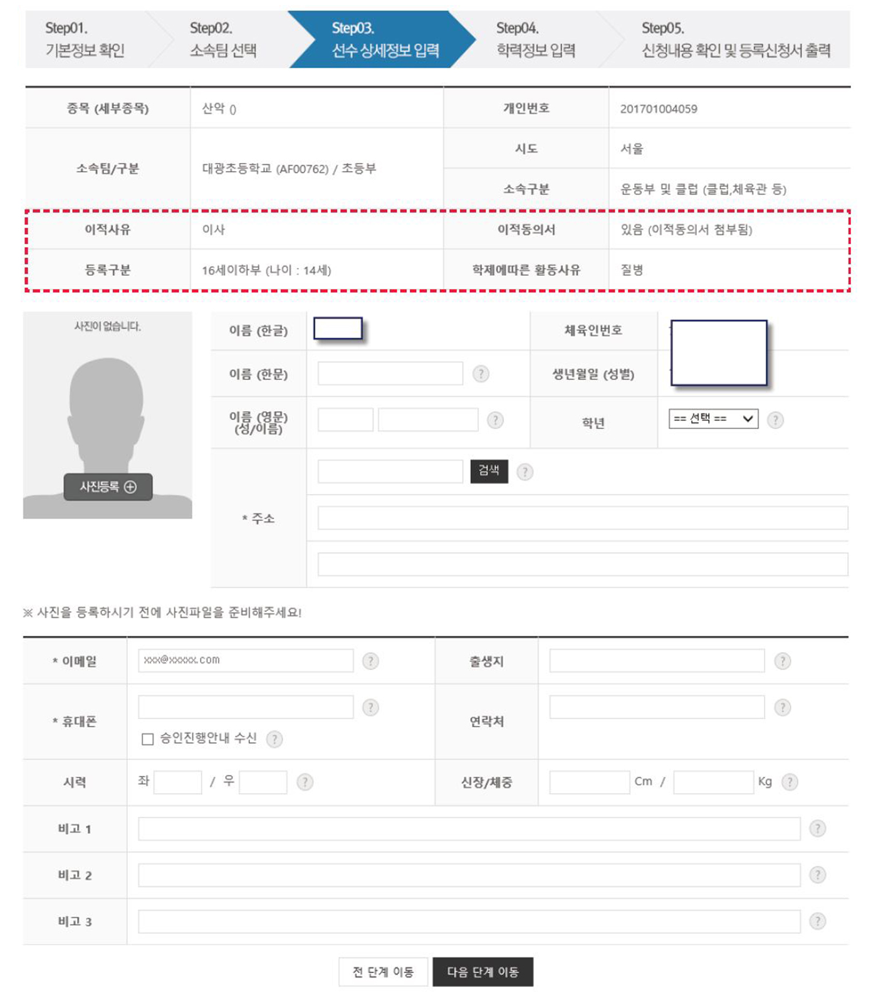 Step01.
기본정보 확인
Step02.
소속팀 선택
Step03.
선수 상세정보 입력
Step04.
학력정보 입력
Step05.
신청내용 확인 및 등록신청서 출력
종목 (세부종목)
산악 ()
개인번호
201701004059
소속팀/구분
대광초등학교 (AF00762) / 초등부
시도
서울
소속구분
운동부 및 클럽 (클럽,체육관 등)
이적사유
이사
이적동의서
있음 (이적동의서 첨부됨)
등록구분
16세이하부 (나이 : 14세)
학제에따른 활동사유
질병
사진이 없습니다.
사진등록
이름 (한글)
체육인번호
이름 (한문)
?
생년월일 (성별)
이름 (영문)
(성/이름)
?
학년
== 선택 ==
?
* 주소
검색
?
※ 사진을 등록하시기 전에 사진파일을 준비해주세요!
* 이메일
xxx@xxxxx.com
?
출생지
?
* 휴대폰
?
승인진행안내 수신
?
연락처
?
시력
좌 / 우
?
신장/체중
Cm / Kg
?
비고 1
?
비고 2
?
비고 3
?
전 단계 이동
다음 단계 이동